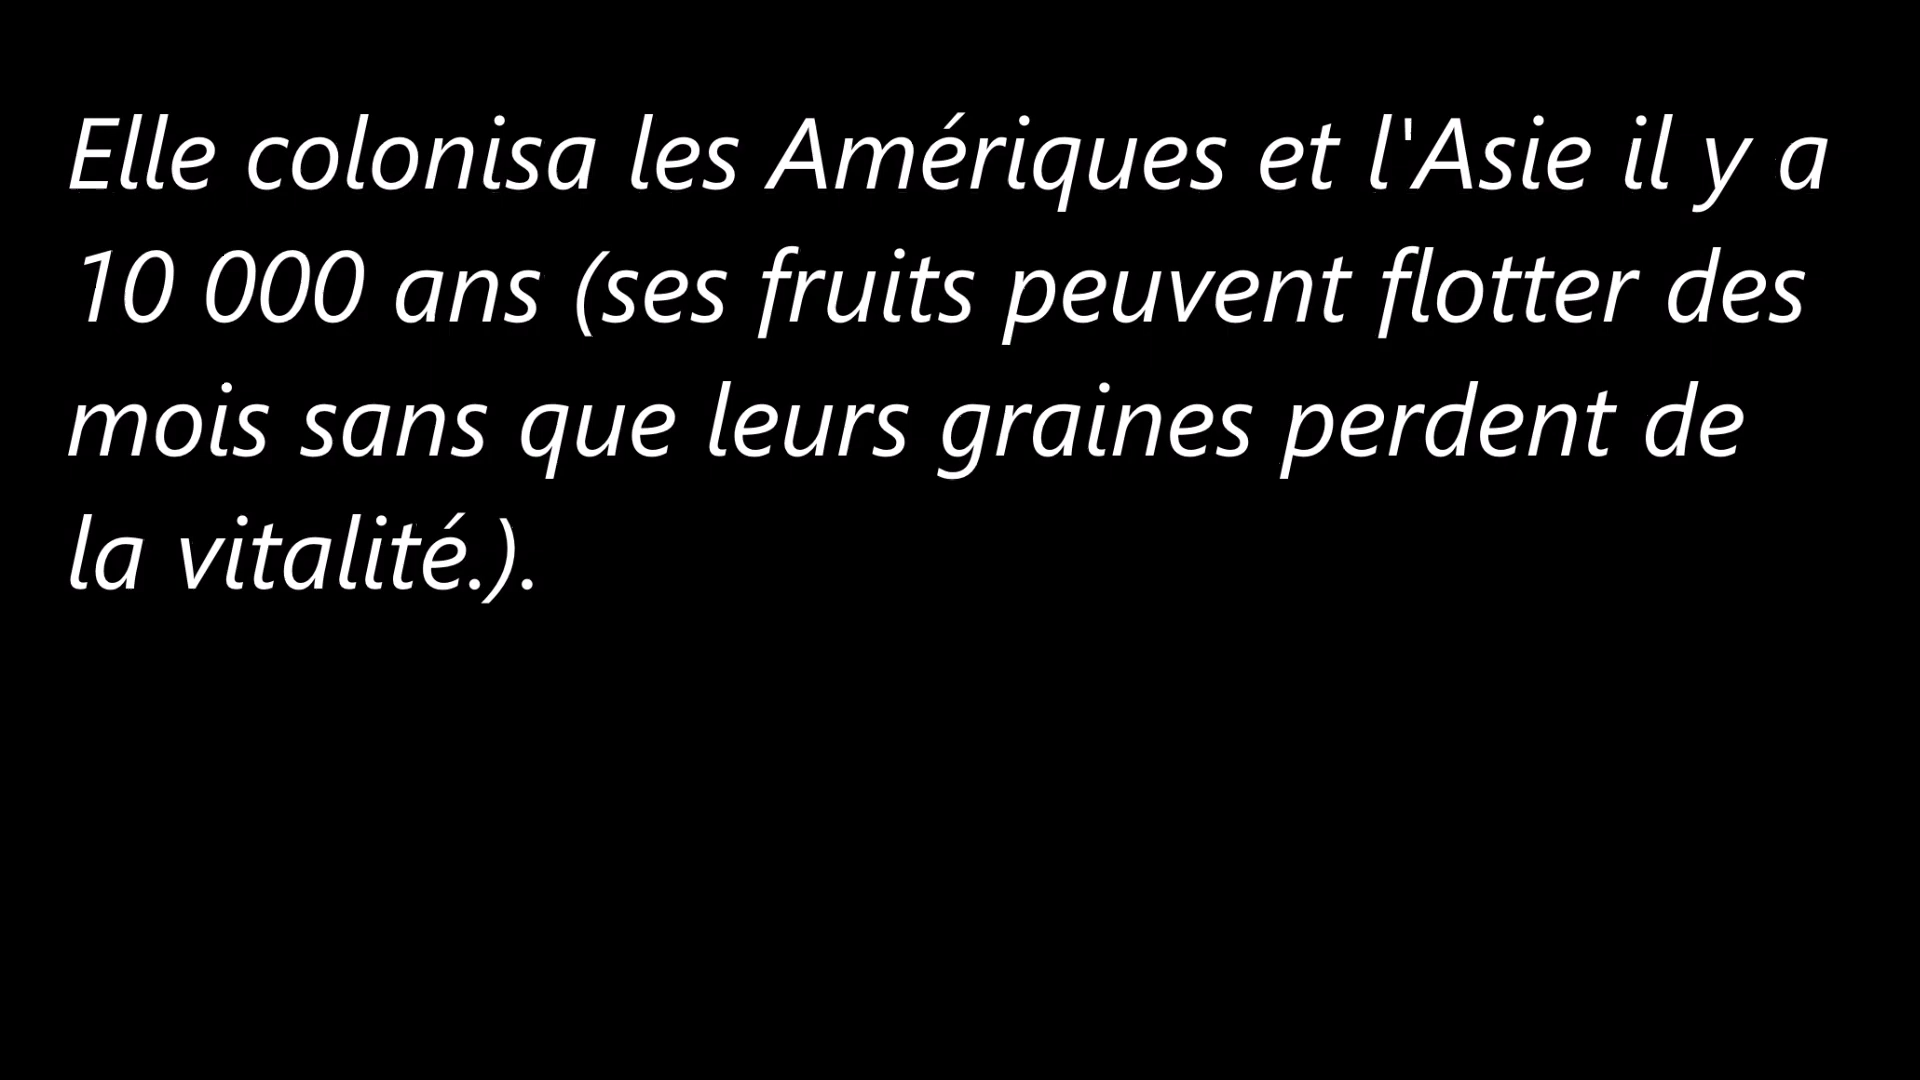 Elle colonisa les Amériques et l'Asie il y a
10 000 ans (ses fruits peuvent flotter des
mois sans que leurs graines perdent de
la vitalité.).